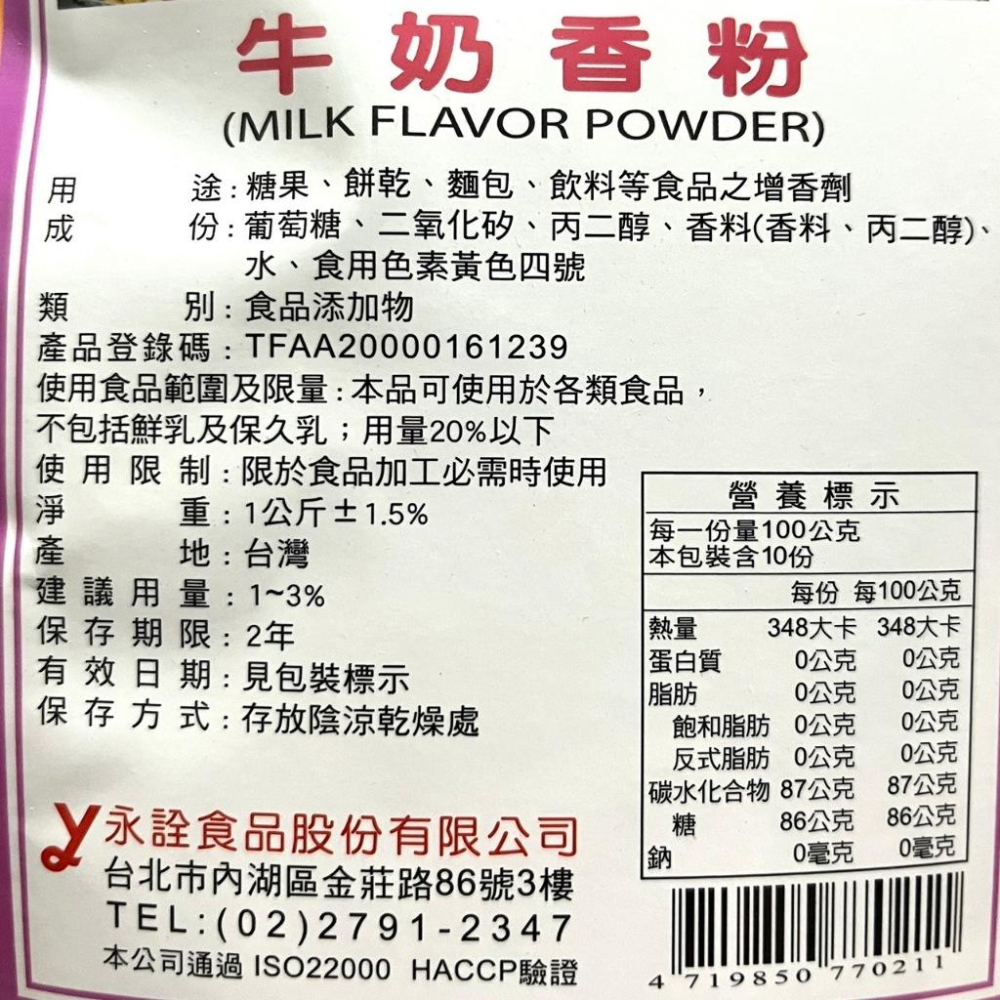 牛奶香粉
(MILK FLAVOR POWDER)
用途:糖果、餅乾、麵包、飲料等食品之增香劑
成份:葡萄糖、二氧化矽、丙二醇、香料(香料、丙二醇)、
水、食用色素黃色四號
類別:食品添加物
產品登錄碼:TFAA20000161239
使用食品範圍及限量:本品可使用於各類食品,
不包括鮮乳及保久乳;用量20%以下
使用限制:限於食品加工必需時使用
淨重:1公斤±1.5%
產地:台灣
建議用量:1~3%
保存期限:2年
有效日期:見包裝標示
保存方式:存放陰涼乾燥處
營養標示
每一份量100公克
本包裝含10份
每份 每100公克
熱量 348大卡 348大卡
蛋白質 0公克 0公克
脂肪 0公克 0公克
飽和脂肪 0公克 0公克
反式脂肪 0公克 0公克
碳水化合物 87公克 87公克
糖 86公克 86公克
鈉 0毫克 0毫克
永詮食品股份有限公司
台北市內湖區金莊路86號3樓
TEL:(02)2791-2347
本公司通過 ISO22000 HACCP驗證
4 719850 770211